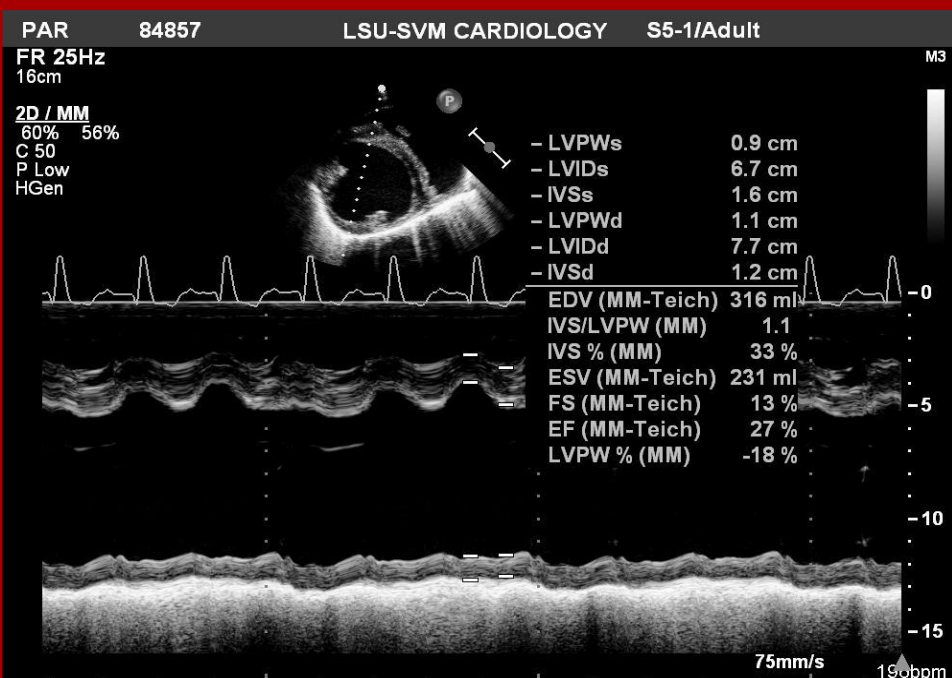 PAR 84857 LSU-SVM CARDIOLOGY S5-1/Adult
FR 25Hz
16cm
M3
2D / MM
60% 56%
C 50
P Low
HGen
P
– LVPWs 0.9 cm
– LVIDs 6.7 cm
– IVSs 1.6 cm
– LVPWd 1.1 cm
– LVIDd 7.7 cm
– IVSd 1.2 cm
EDV (MM-Teich) 316 ml
IVS/LVPW (MM) 1.1
IVS % (MM) 33 %
ESV (MM-Teich) 231 ml
FS (MM-Teich) 13 %
EF (MM-Teich) 27 %
LVPW % (MM) -18 %
0
5
10
15
75mm/s